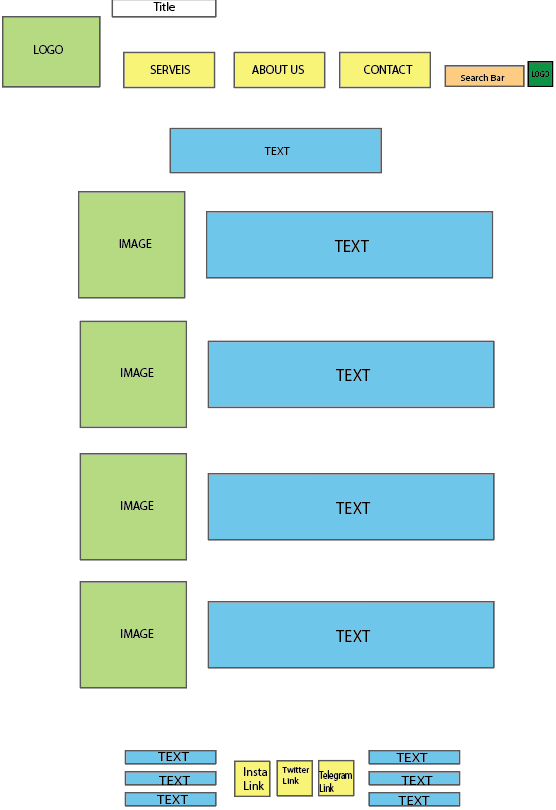 Title
LOGO
SERVEIS
ABOUT US
CONTACT
Search Bar
LOGO
TEXT
IMAGE
TEXT
IMAGE
TEXT
IMAGE
TEXT
IMAGE
TEXT
TEXT
TEXT
TEXT
Insta
Link
Twitter
Link
Telegram
Link
TEXT
TEXT
TEXT